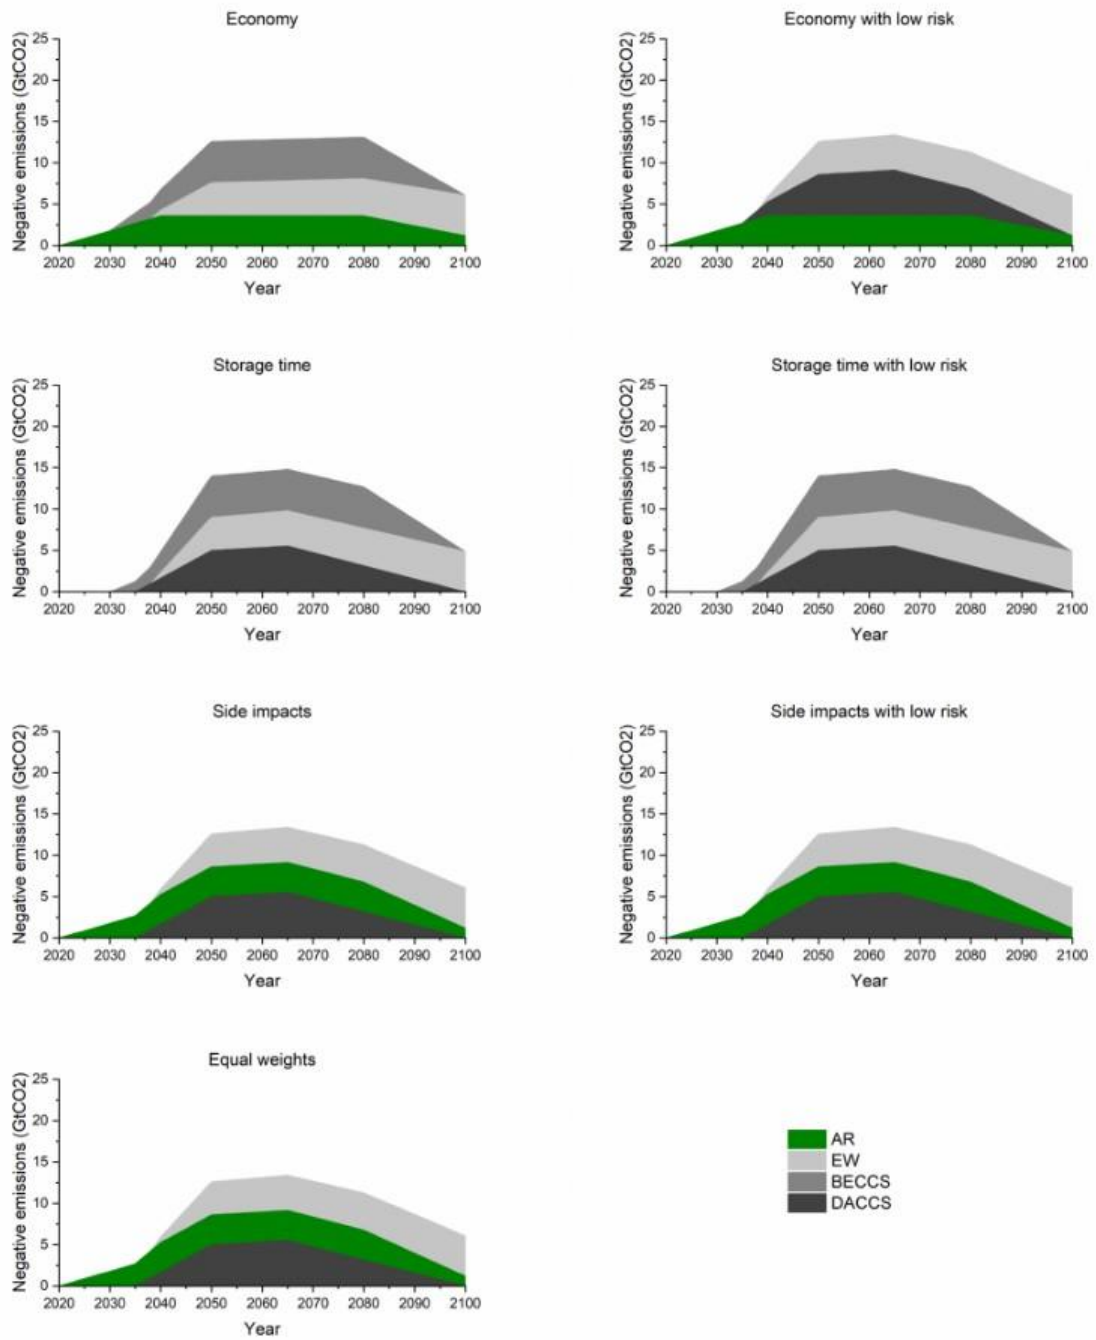 Economy
Negative emissions (GtCO2)
25
20
15
10
5
0
2020 2030 2040 2050 2060 2070 2080 2090 2100
Year
Economy with low risk
Negative emissions (GtCO2)
25
20
15
10
5
0
2020 2030 2040 2050 2060 2070 2080 2090 2100
Year
Storage time
Negative emissions (GtCO2)
25
20
15
10
5
0
2020 2030 2040 2050 2060 2070 2080 2090 2100
Year
Storage time with low risk
Negative emissions (GtCO2)
25
20
15
10
5
0
2020 2030 2040 2050 2060 2070 2080 2090 2100
Year
Side impacts
Negative emissions (GtCO2)
25
20
15
10
5
0
2020 2030 2040 2050 2060 2070 2080 2090 2100
Year
Side impacts with low risk
Negative emissions (GtCO2)
25
20
15
10
5
0
2020 2030 2040 2050 2060 2070 2080 2090 2100
Year
Equal weights
Negative emissions (GtCO2)
25
20
15
10
5
0
2020 2030 2040 2050 2060 2070 2080 2090 2100
Year
AR
EW
BECCS
DACCS